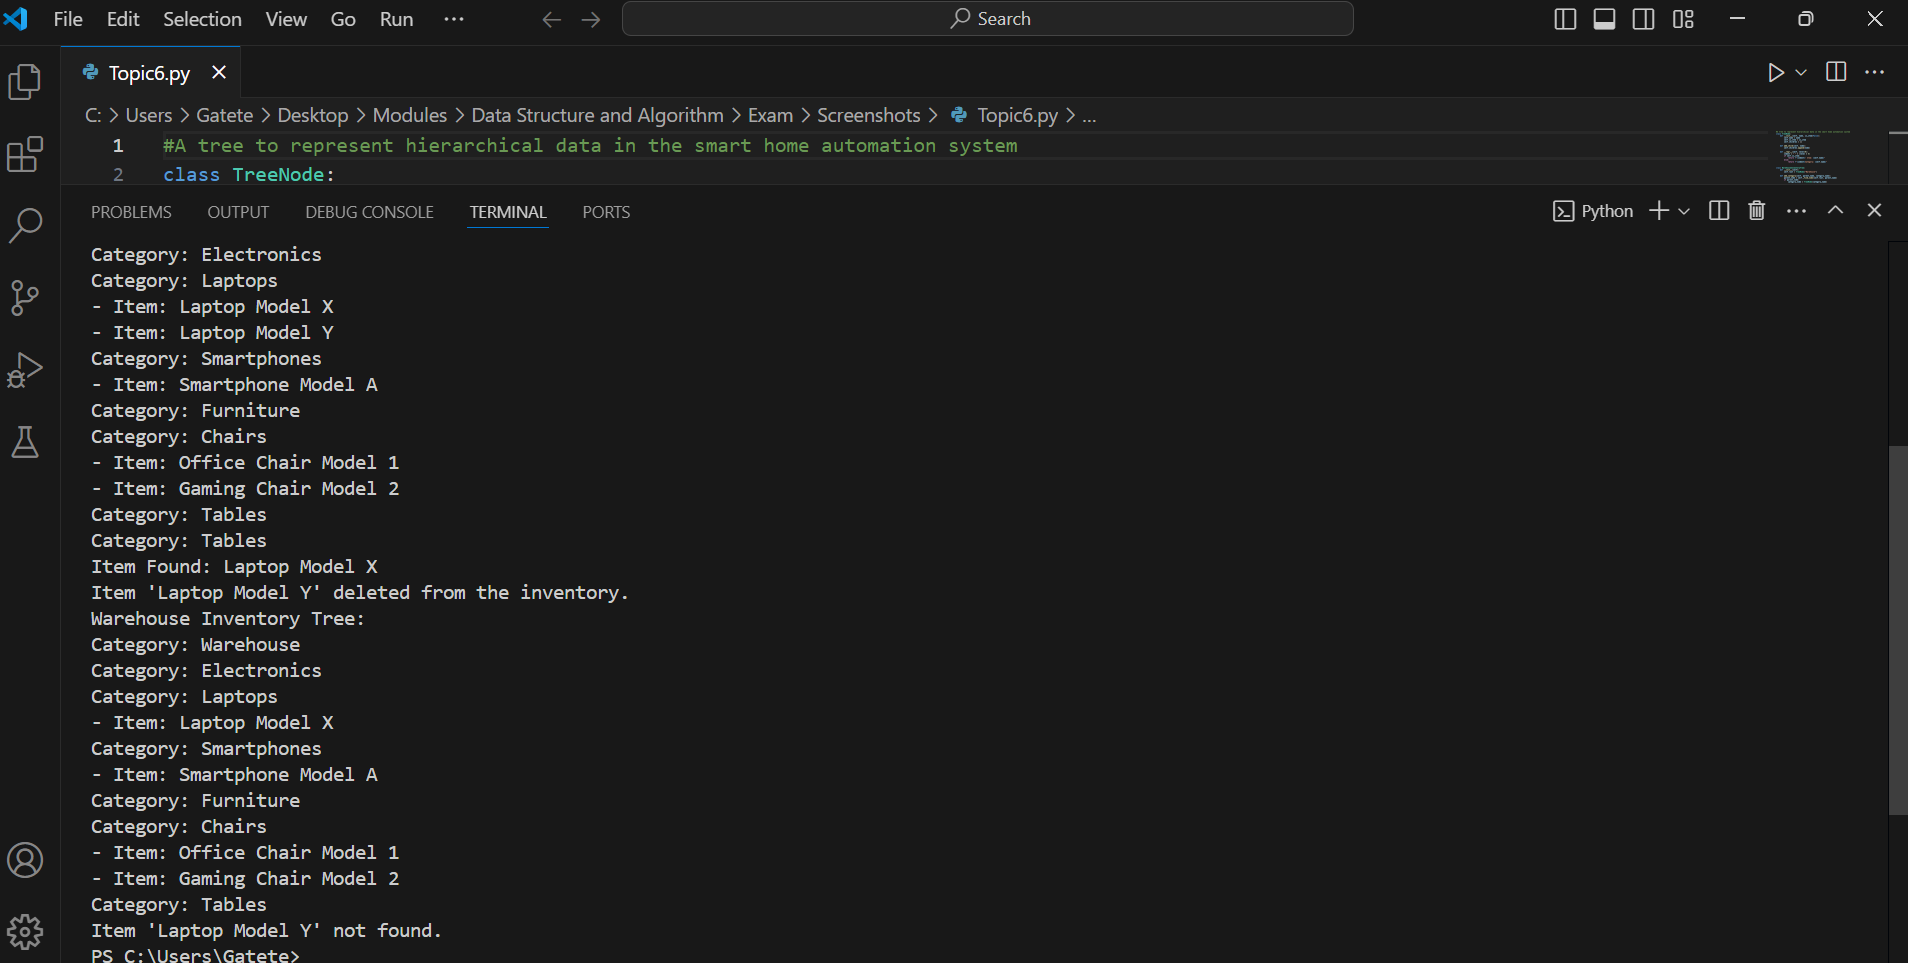 File Edit Selection View Go Run ···
Search
Topic6.py
C: > Users > Gatete > Desktop > Modules > Data Structure and Algorithm > Exam > Screenshots > Topic6.py > ...
1 #A tree to represent hierarchical data in the smart home automation system
2 class TreeNode:
PROBLEMS OUTPUT DEBUG CONSOLE TERMINAL PORTS
Python
Category: Electronics
Category: Laptops
- Item: Laptop Model X
- Item: Laptop Model Y
Category: Smartphones
- Item: Smartphone Model A
Category: Furniture
Category: Chairs
- Item: Office Chair Model 1
- Item: Gaming Chair Model 2
Category: Tables
Category: Tables
Item Found: Laptop Model X
Item 'Laptop Model Y' deleted from the inventory.
Warehouse Inventory Tree:
Category: Warehouse
Category: Electronics
Category: Laptops
- Item: Laptop Model X
Category: Smartphones
- Item: Smartphone Model A
Category: Furniture
Category: Chairs
- Item: Office Chair Model 1
- Item: Gaming Chair Model 2
Category: Tables
Item 'Laptop Model Y' not found.
PS C:\Users\Gatete>